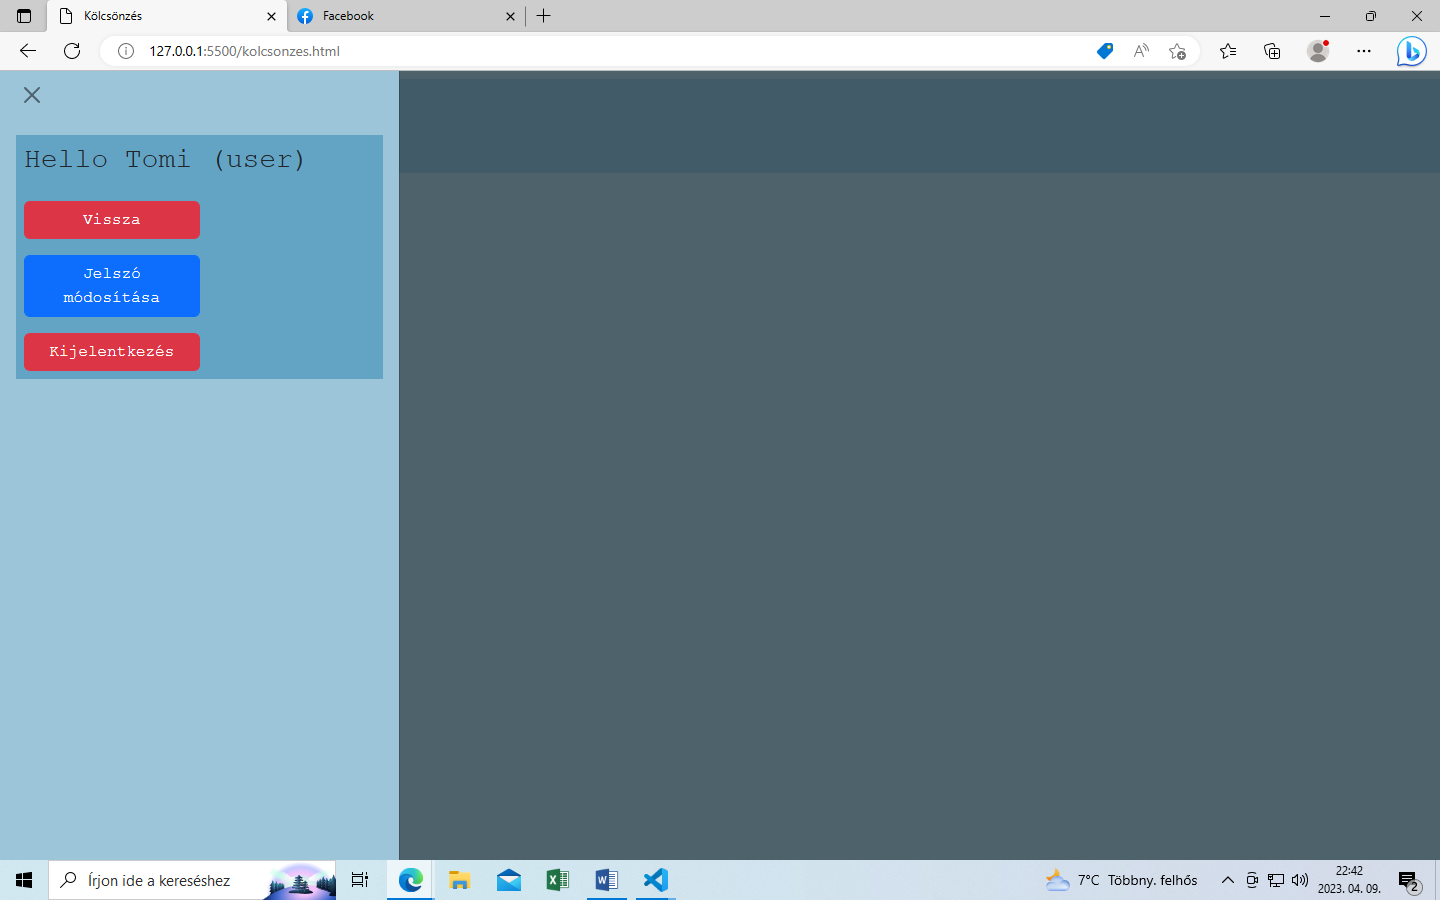 Kölcsönzés
Facebook
127.0.0.1:5500/kolcsonzes.html
Hello Tomi (user)
Vissza
Jelszó
módosítása
Kijelentkezés
Írjon ide a kereséshez
7°C Többny. felhős
22:42
2023. 04. 09.
2